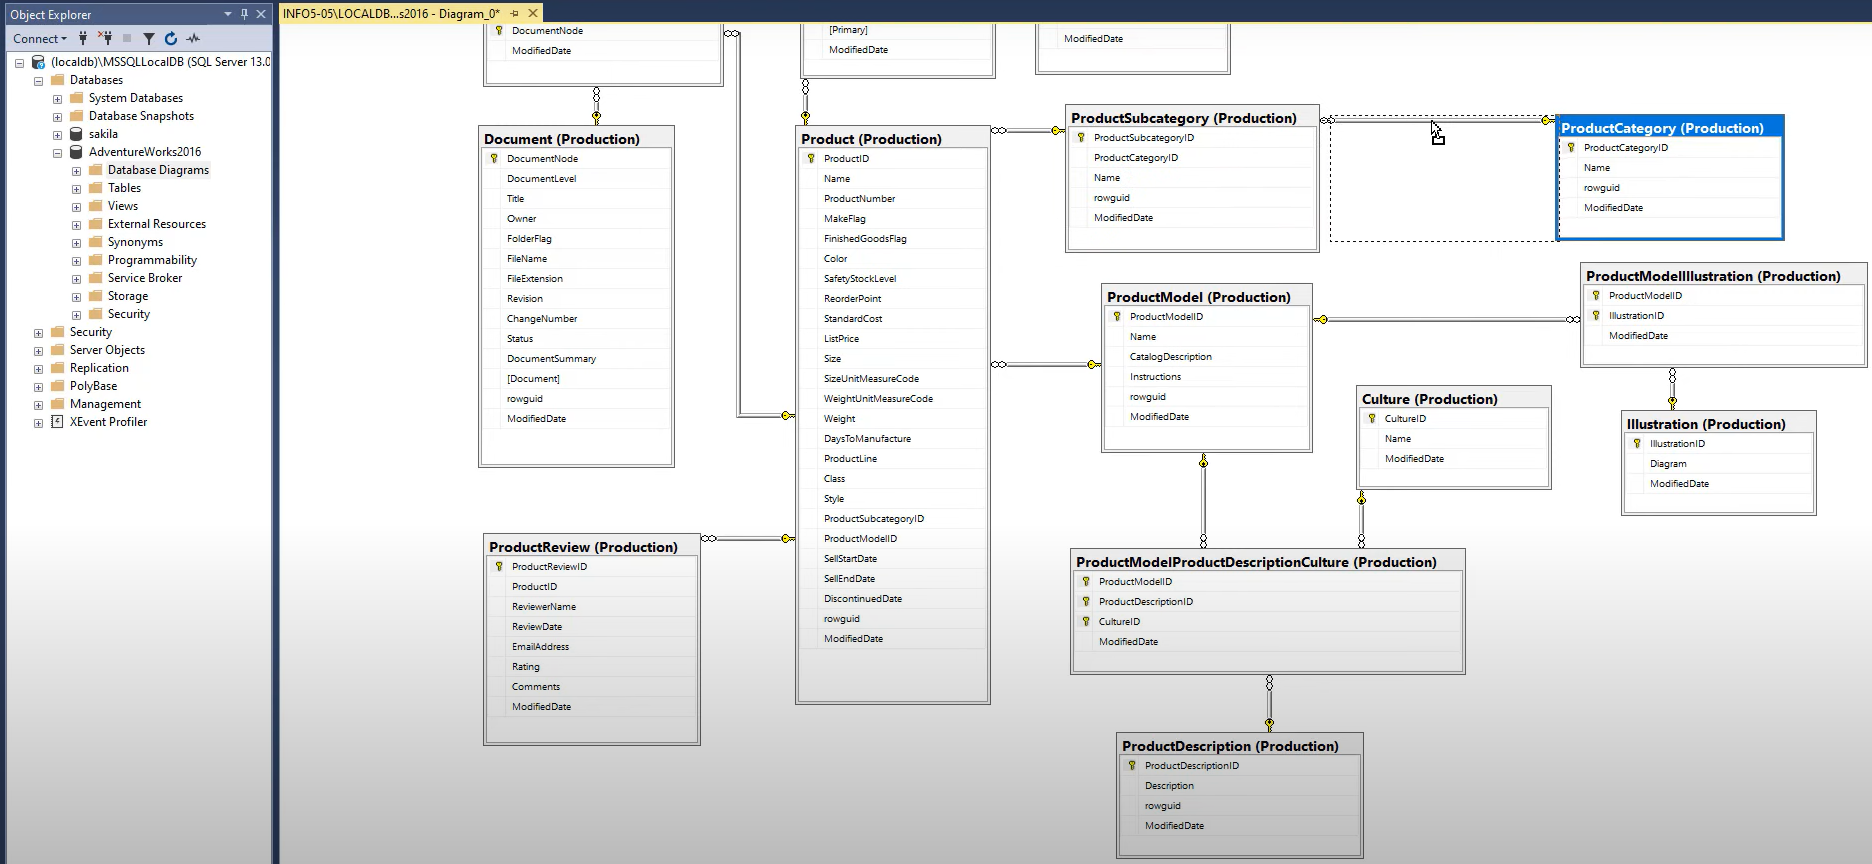 Object Explorer
Connect
(localdb)\MSSQLLocalDB (SQL Server 13.0
Databases
System Databases
Database Snapshots
sakila
AdventureWorks2016
Database Diagrams
Tables
Views
External Resources
Synonyms
Programmability
Service Broker
Storage
Security
Security
Server Objects
Replication
PolyBase
Management
XEvent Profiler
INFO5-05\LOCALDB...s2016 - Diagram_0*
DocumentNode
ModifiedDate
[Primary]
ModifiedDate
ModifiedDate
Document (Production)
DocumentNode
DocumentLevel
Title
Owner
FolderFlag
FileName
FileExtension
Revision
ChangeNumber
Status
DocumentSummary
[Document]
rowguid
ModifiedDate
ProductReview (Production)
ProductReviewID
ProductID
ReviewerName
ReviewDate
EmailAddress
Rating
Comments
ModifiedDate
Product (Production)
ProductID
Name
ProductNumber
MakeFlag
FinishedGoodsFlag
Color
SafetyStockLevel
ReorderPoint
StandardCost
ListPrice
Size
SizeUnitMeasureCode
WeightUnitMeasureCode
Weight
DaysToManufacture
ProductLine
Class
Style
ProductSubcategoryID
ProductModelID
SellStartDate
SellEndDate
DiscontinuedDate
rowguid
ModifiedDate
ProductSubcategory (Production)
ProductSubcategoryID
ProductCategoryID
Name
rowguid
ModifiedDate
ProductCategory (Production)
ProductCategoryID
Name
rowguid
ModifiedDate
ProductModel (Production)
ProductModelID
Name
CatalogDescription
Instructions
rowguid
ModifiedDate
ProductModelIllustration (Production)
ProductModelID
IllustrationID
ModifiedDate
Culture (Production)
CultureID
Name
ModifiedDate
Illustration (Production)
IllustrationID
Diagram
ModifiedDate
ProductModelProductDescriptionCulture (Production)
ProductModelID
ProductDescriptionID
CultureID
ModifiedDate
ProductDescription (Production)
ProductDescriptionID
Description
rowguid
ModifiedDate